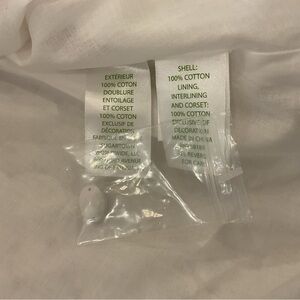 EXTÉRIEUR
100% COTON
DOUBLURE
ENTOILAGE
ET CORSET
100% COTON
EXCLUSIF DE
DÉCORATION
SHELL:
100% COTTON
LINING,
INTERLINING
AND CORSET:
100% COTTON
EXCLUSIVE OF
DECORATION
MADE IN CHINA